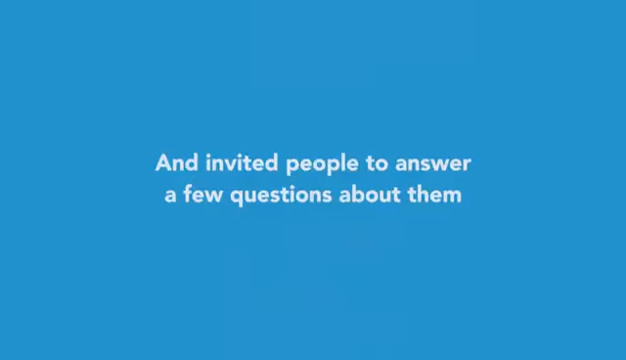 And invited people to answer
a few questions about them